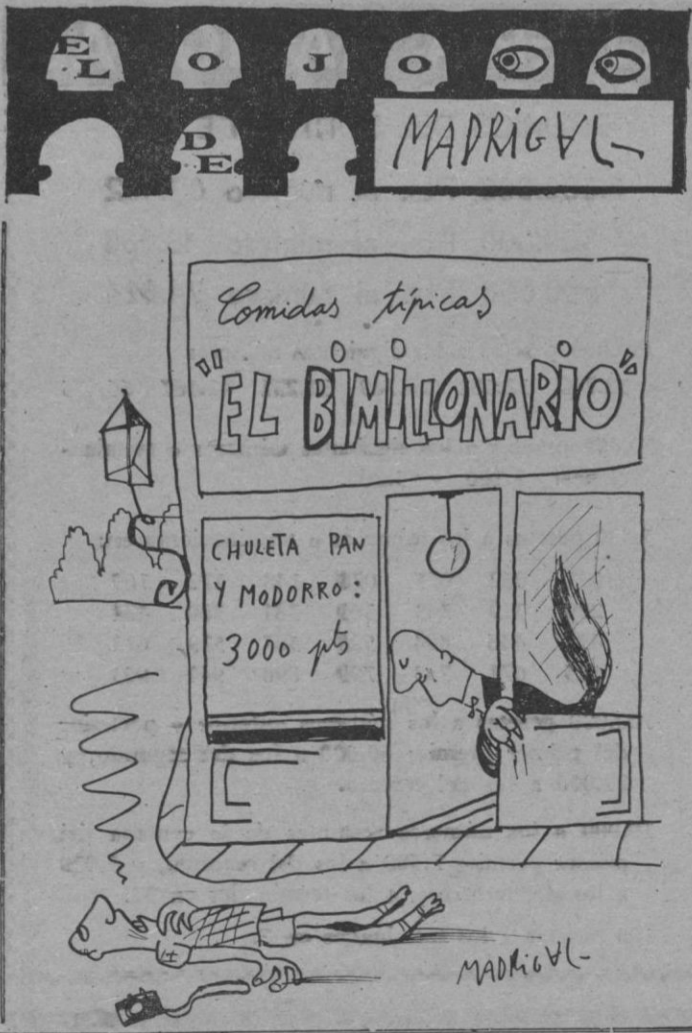 EL OJO
DE MADRIGAL
Comidas típicas
"EL BIMILLONARIO"
CHULETA PAN
Y MODORRO:
3000 pts
MADRIGAL